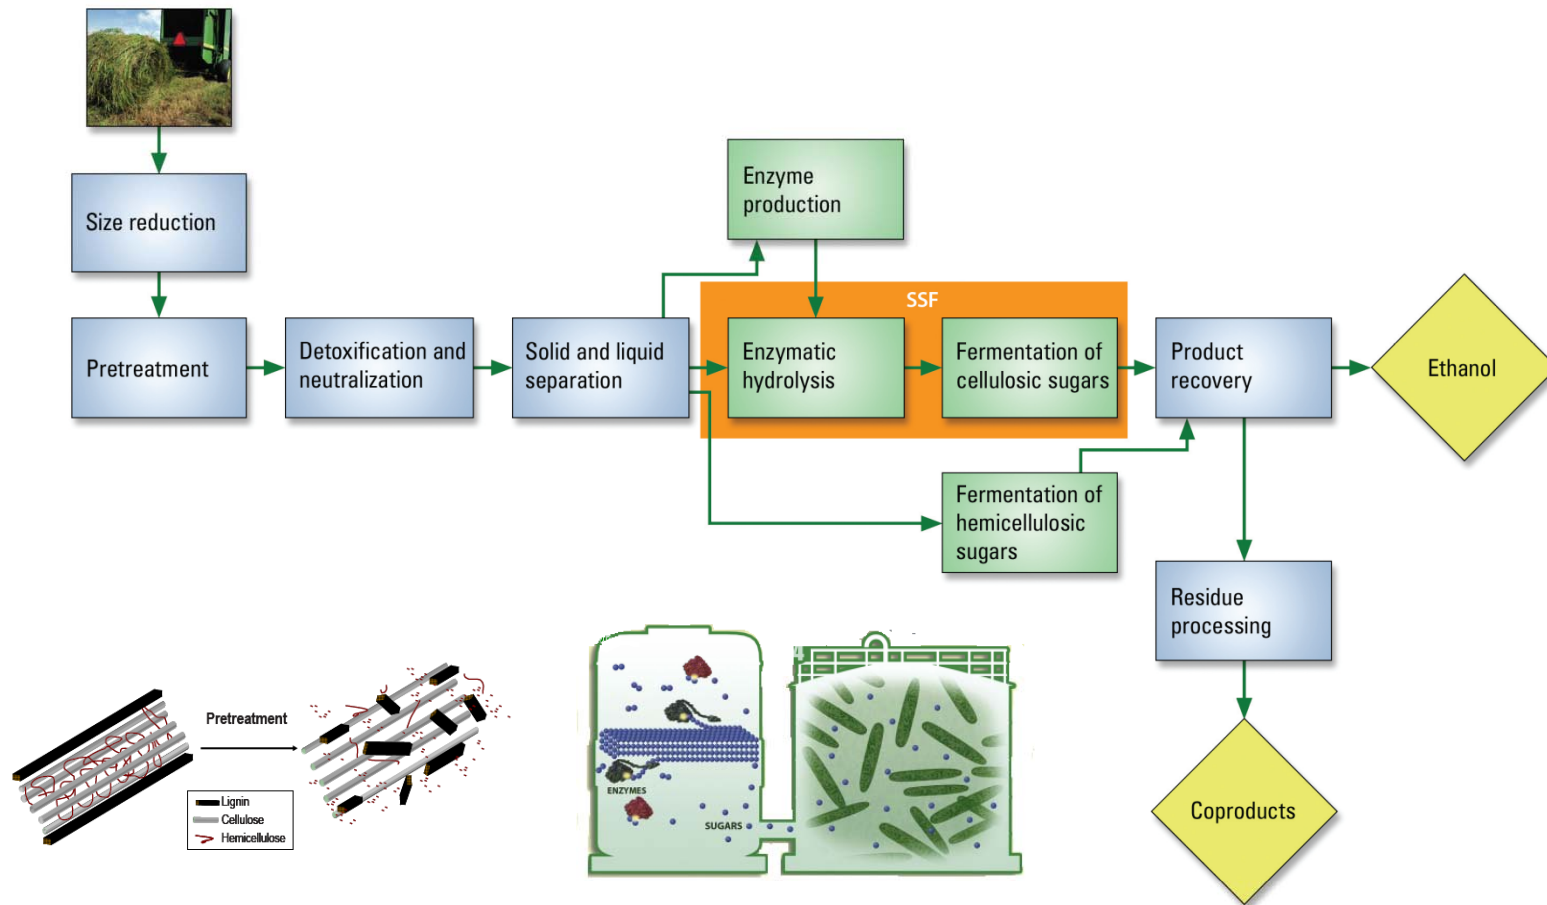 Size reduction
Pretreatment
Detoxification and
neutralization
Solid and liquid
separation
Enzyme
production
SSF
Enzymatic
hydrolysis
Fermentation of
cellulosic sugars
Product
recovery
Ethanol
Fermentation of
hemicellulosic
sugars
Residue
processing
Coproducts
Pretreatment
Lignin
Cellulose
Hemicellulose
ENZYMES
SUGARS
4